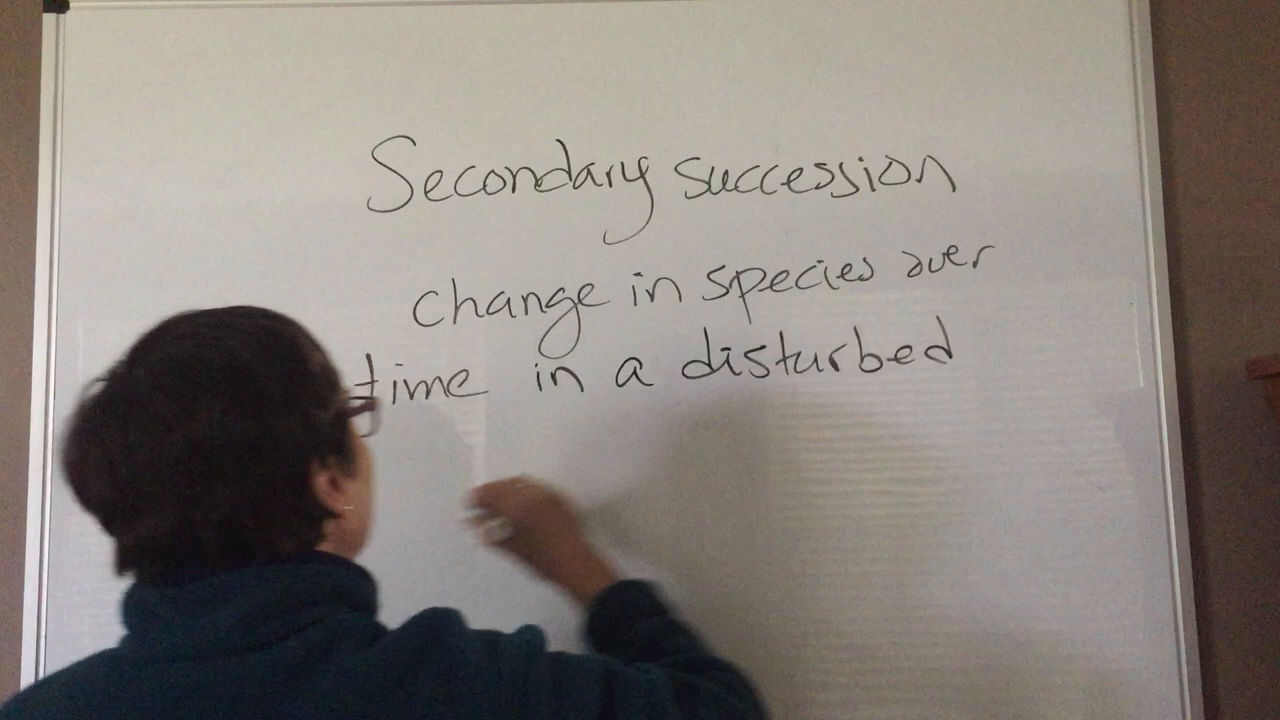 Secondary succession
change in species over
time in a disturbed